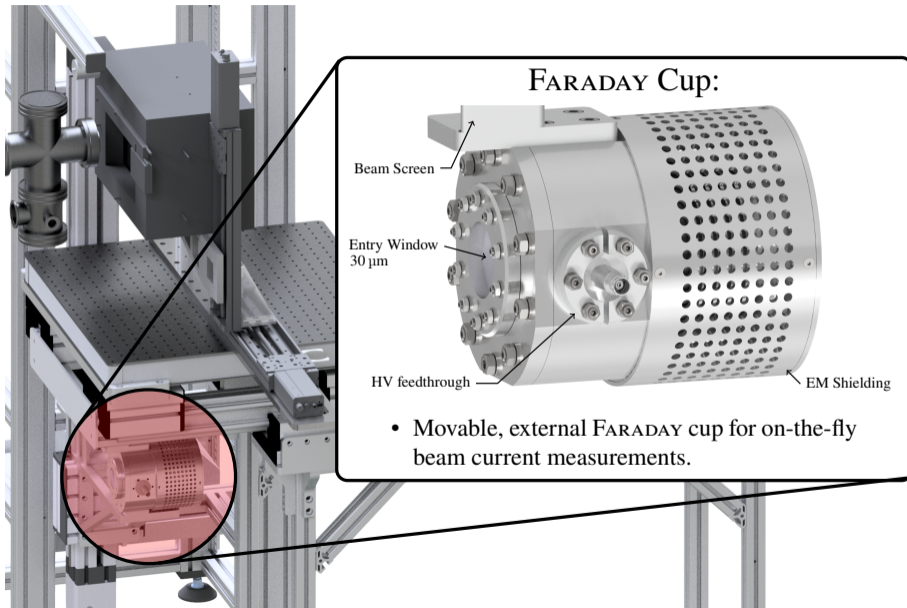 FARADAY Cup:
Beam Screen
Entry Window
30 µm
HV feedthrough
EM Shielding
• Movable, external FARADAY cup for on-the-fly
beam current measurements.